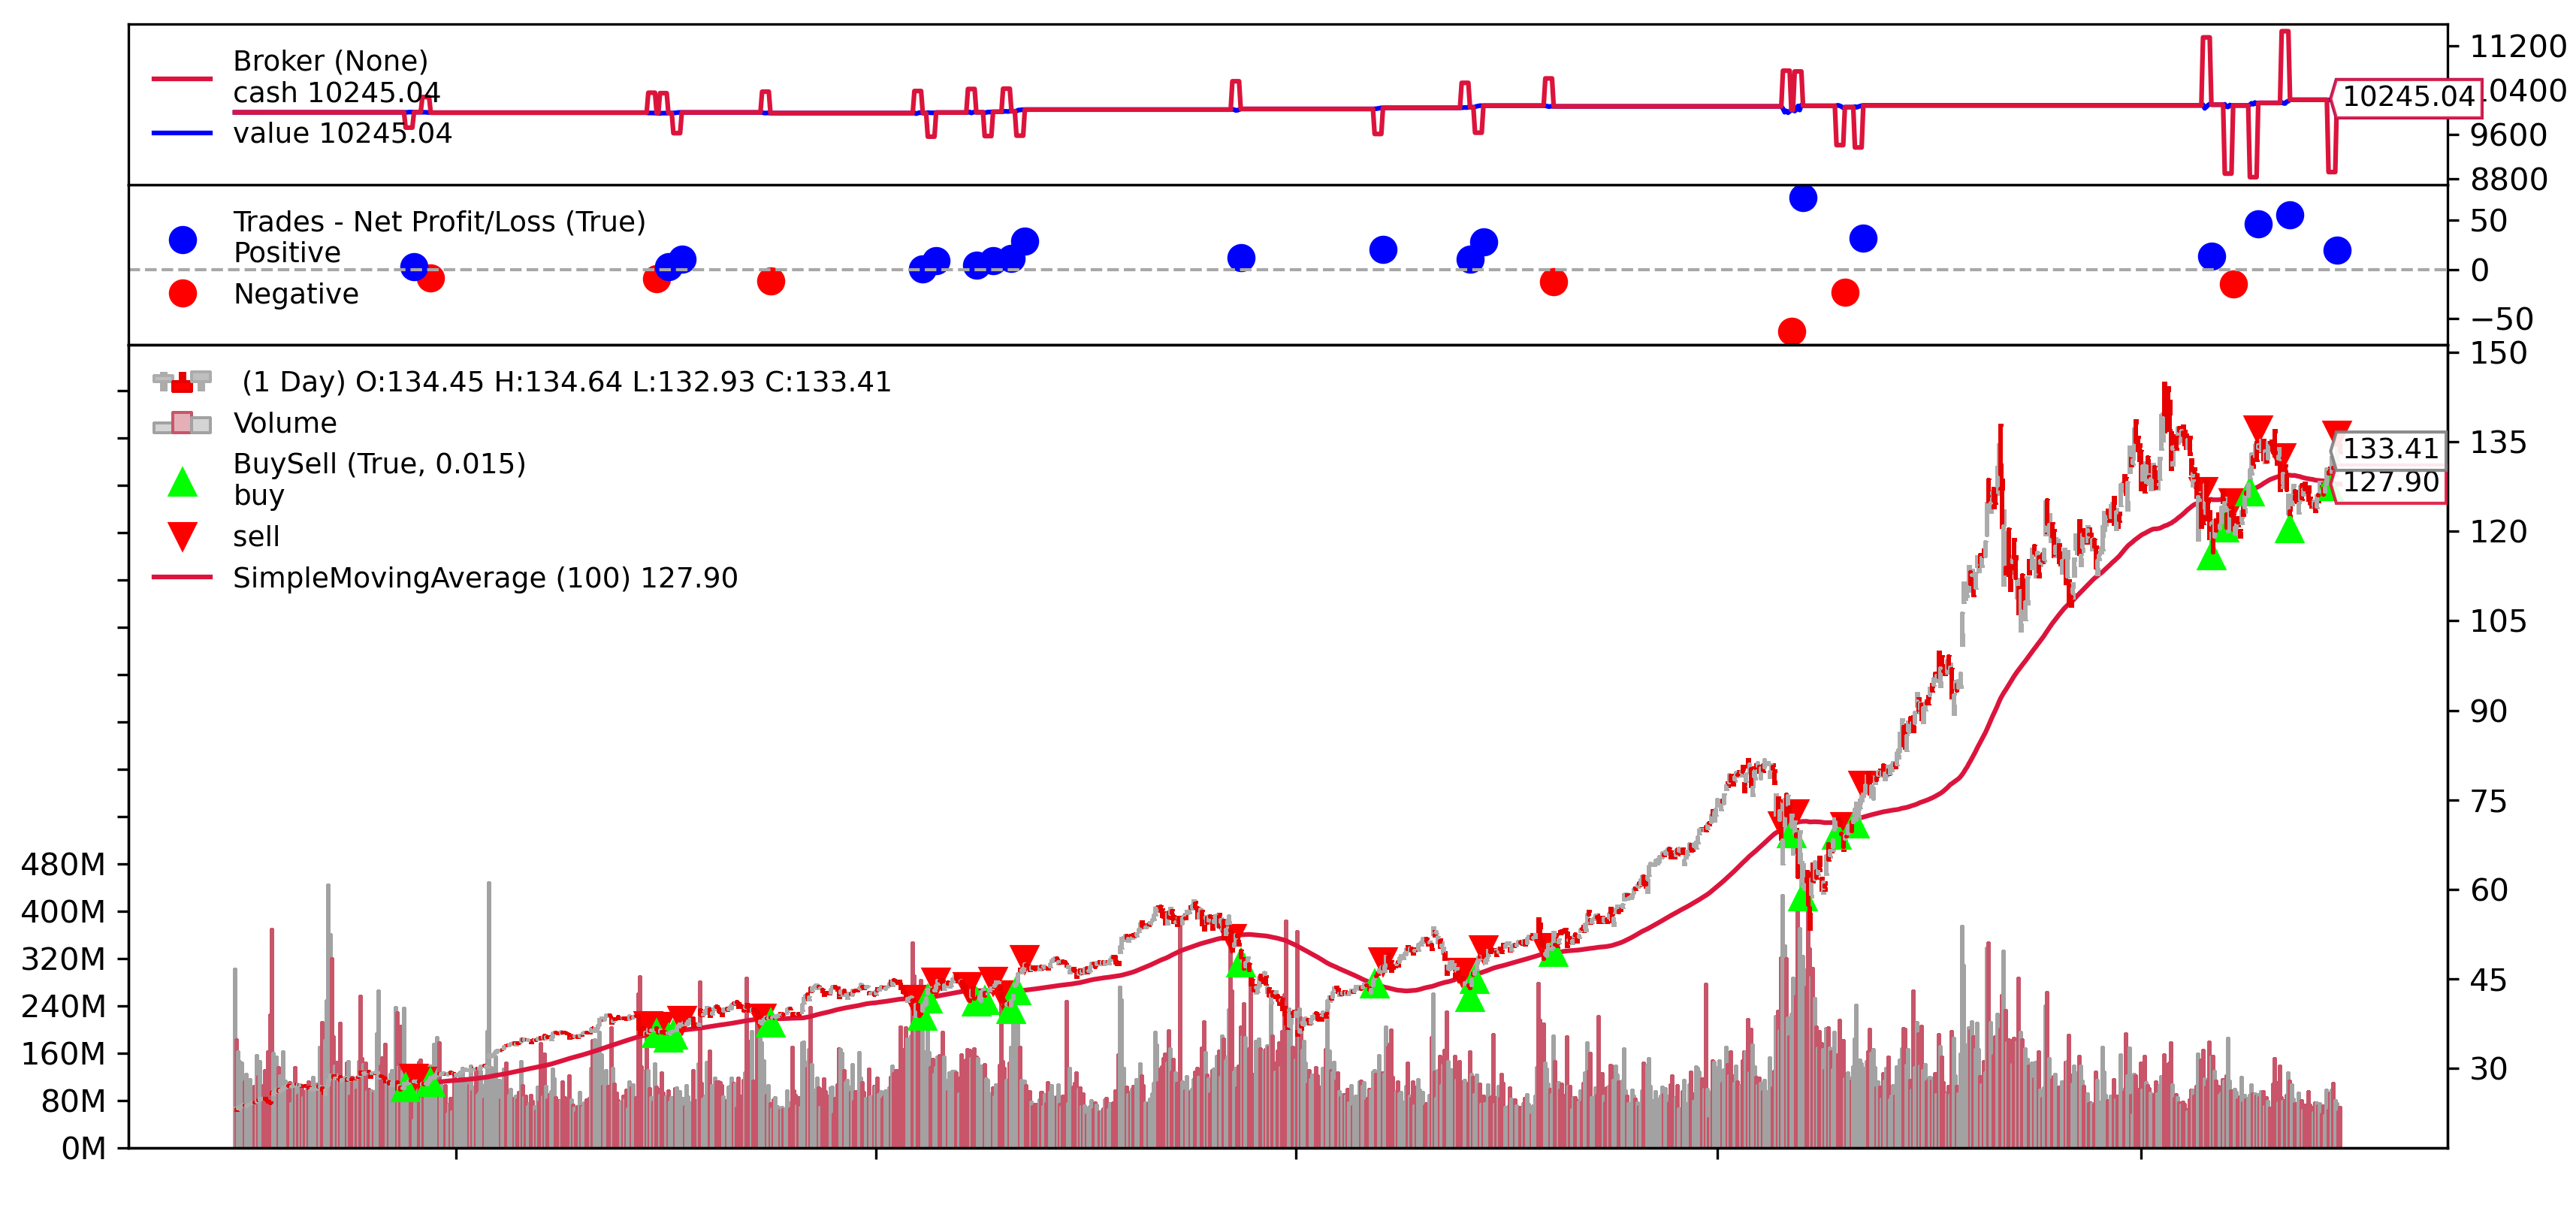 Broker (None)
cash 10245.04
value 10245.04
11200
10400
9600
8800
10245.04
Trades - Net Profit/Loss (True)
Positive
Negative
50
0
−50
(1 Day) O:134.45 H:134.64 L:132.93 C:133.41
Volume
BuySell (True, 0.015)
buy
sell
SimpleMovingAverage (100) 127.90
150
135
120
105
90
75
60
45
30
133.41
127.90
480M
400M
320M
240M
160M
80M
0M